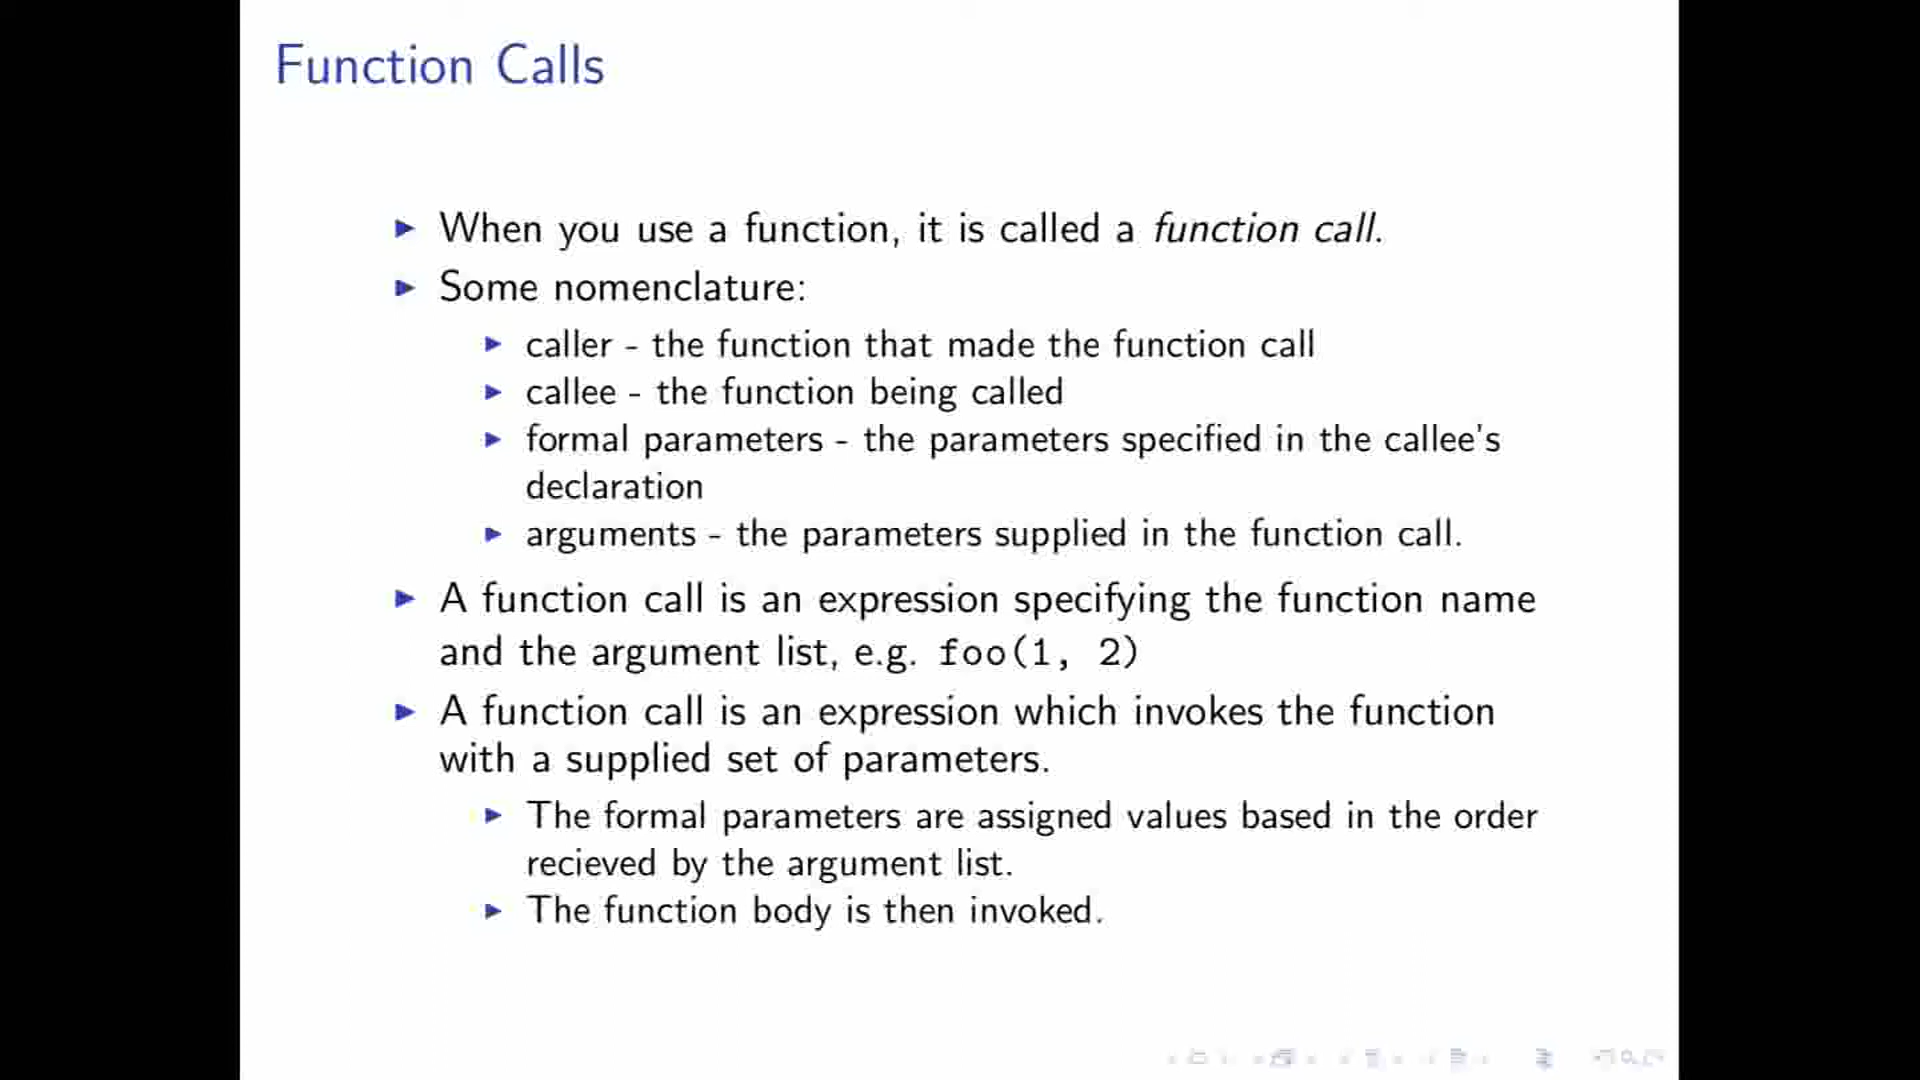 Function Calls
When you use a function, it is called a function call.
Some nomenclature:
caller - the function that made the function call
callee - the function being called
formal parameters - the parameters specified in the callee's
declaration
arguments - the parameters supplied in the function call.
A function call is an expression specifying the function name
and the argument list, e.g. foo(1, 2)
A function call is an expression which invokes the function
with a supplied set of parameters.
The formal parameters are assigned values based in the order
recieved by the argument list.
The function body is then invoked.